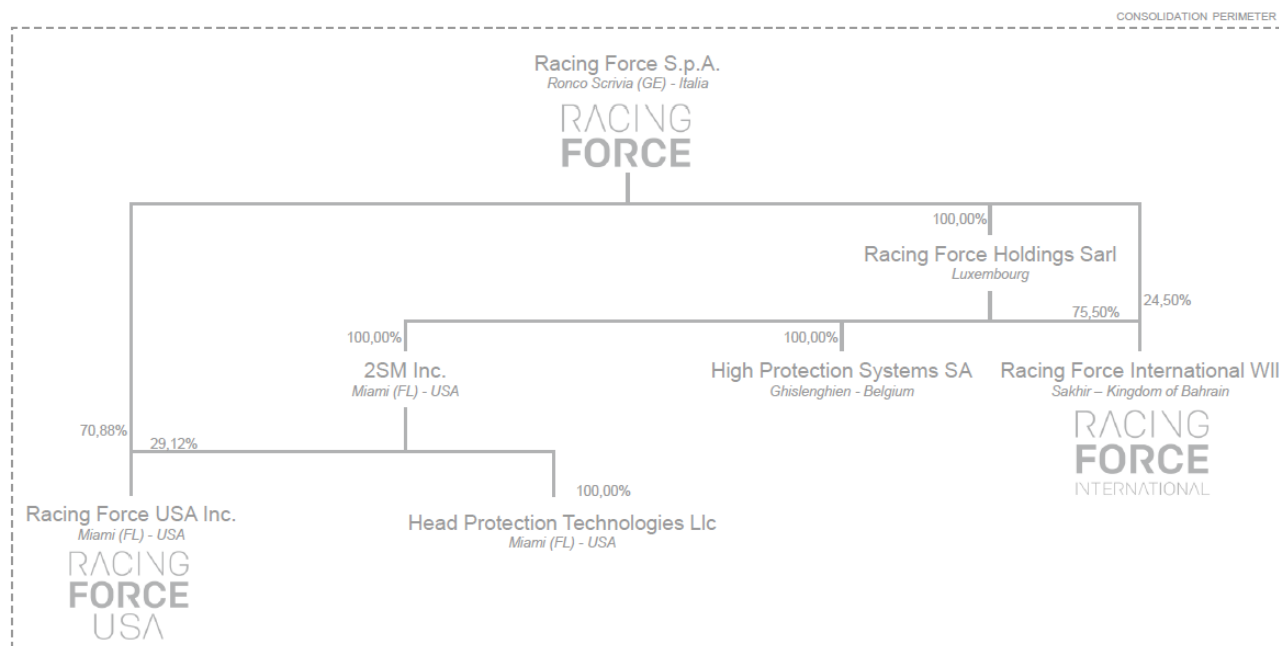 CONSOLIDATION PERIMETER
Racing Force S.p.A.
Ronco Scrivia (GE) - Italia
RACING
FORCE
100,00%
Racing Force Holdings Sarl
Luxembourg
75,50%
24,50%
100,00%
100,00%
2SM Inc.
Miami (FL) - USA
High Protection Systems SA
Ghislenghien - Belgium
Racing Force International Wll
Sakhir – Kingdom of Bahrain
RACING
FORCE
INTERNATIONAL
70,88%
29,12%
100,00%
Racing Force USA Inc.
Miami (FL) - USA
Head Protection Technologies Llc
Miami (FL) - USA
RACING
FORCE
USA